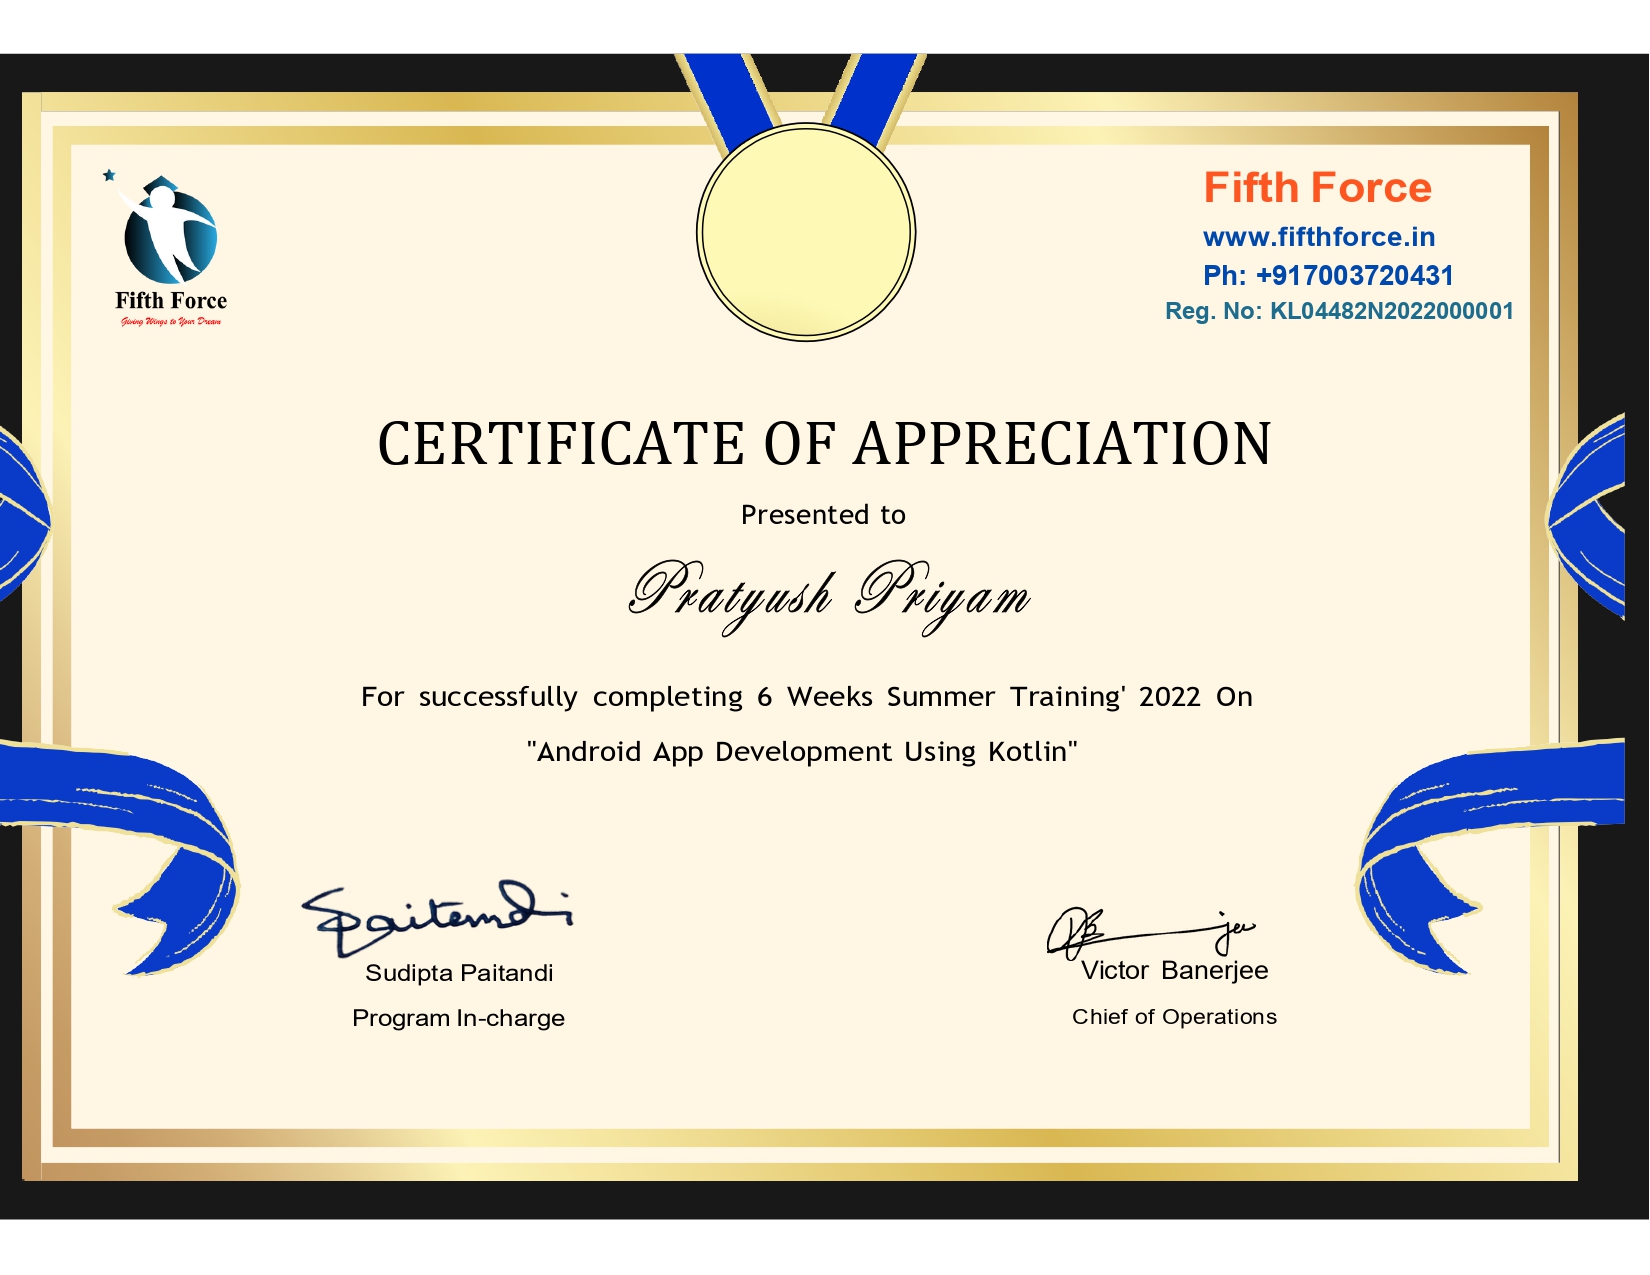 Fifth Force
Giving Wings to Your Dream
Fifth Force
www.fifthforce.in
Ph: +917003720431
Reg. No: KL04482N2022000001
CERTIFICATE OF APPRECIATION
Presented to
Pratyush Priyam
For successfully completing 6 Weeks Summer Training' 2022 On
"Android App Development Using Kotlin"
Spaitandi
Sudipta Paitandi
Program In-charge
Victor Banerjee
Chief of Operations